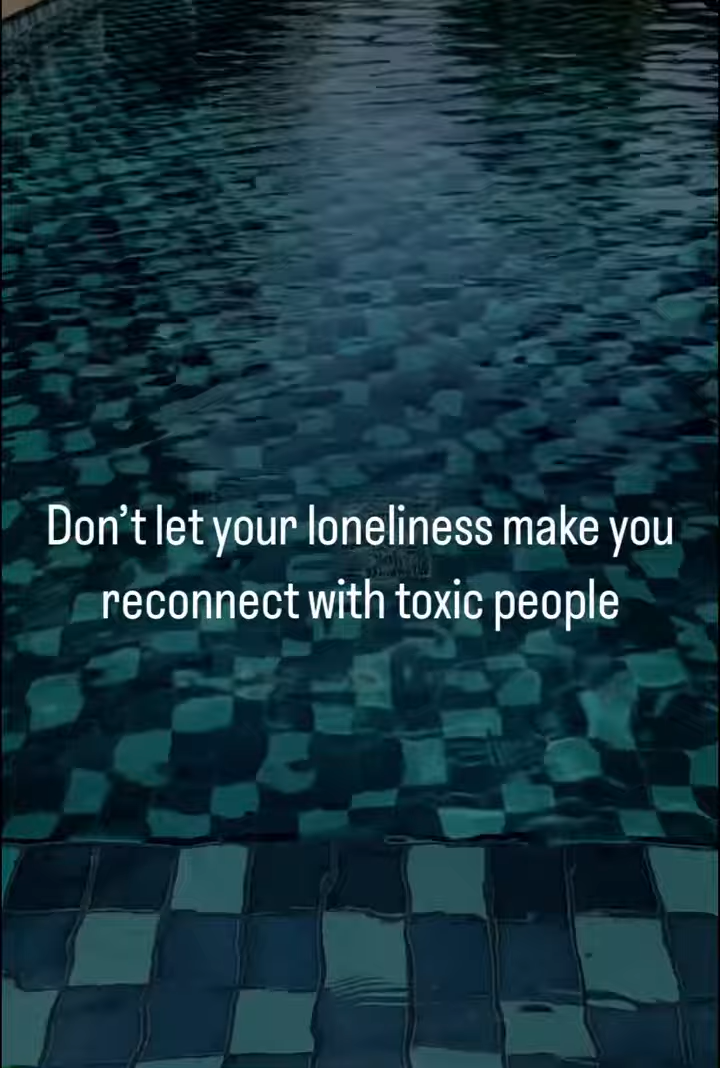 Don’t let your loneliness make you
reconnect with toxic people